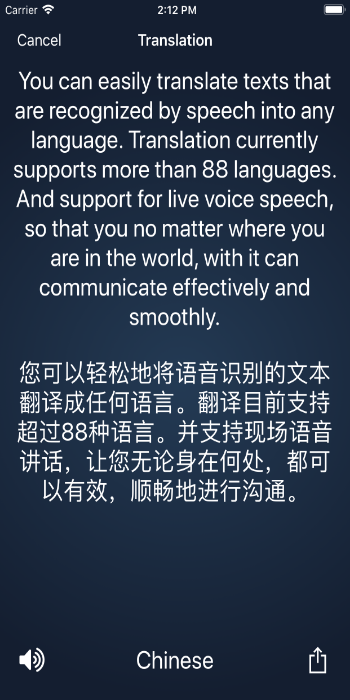 Carrier 2:12 PM
Cancel Translation
You can easily translate texts that
are recognized by speech into any
language. Translation currently
supports more than 88 languages.
And support for live voice speech,
so that you no matter where you
are in the world, with it can
communicate effectively and
smoothly.
您可以轻松地将语音识别的文本
翻译成任何语言。翻译目前支持
超过88种语言。并支持现场语音
讲话，让您无论身在何处，都可
以有效，顺畅地进行沟通。
Chinese